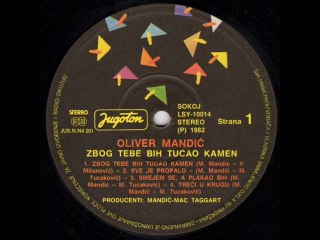 SOKOJ
LSY-10014
STEREO
(P) 1982
Strana 1
STEREO
Jugoton
JUS.N.N4 201
OLIVER MANDIĆ
ZBOG TEBE BIH TUCAO KAMEN
1. ZBOG TEBE BIH TUCAO KAMEN (M. Mandić – V.
Milanović) – 2. SVE JE PROPALO – (M. Mandić – M.
Tucaković) – 3. SMEJEM SE, A PLAKAO BIH (M.
Mandić – M. Tucaković) – 4. TREĆI U KRUGU (M.
Mandić – M. Tucaković)
Producenti: MANDIĆ-MAC TAGGART